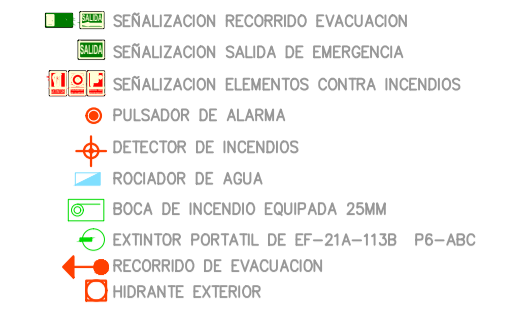 SALIDA SEÑALIZACION RECORRIDO EVACUACION
SALIDA SEÑALIZACION SALIDA DE EMERGENCIA
SEÑALIZACION ELEMENTOS CONTRA INCENDIOS
PULSADOR DE ALARMA
DETECTOR DE INCENDIOS
ROCIADOR DE AGUA
BOCA DE INCENDIO EQUIPADA 25MM
EXTINTOR PORTATIL DE EF-21A-113B P6-ABC
RECORRIDO DE EVACUACION
HIDRANTE EXTERIOR